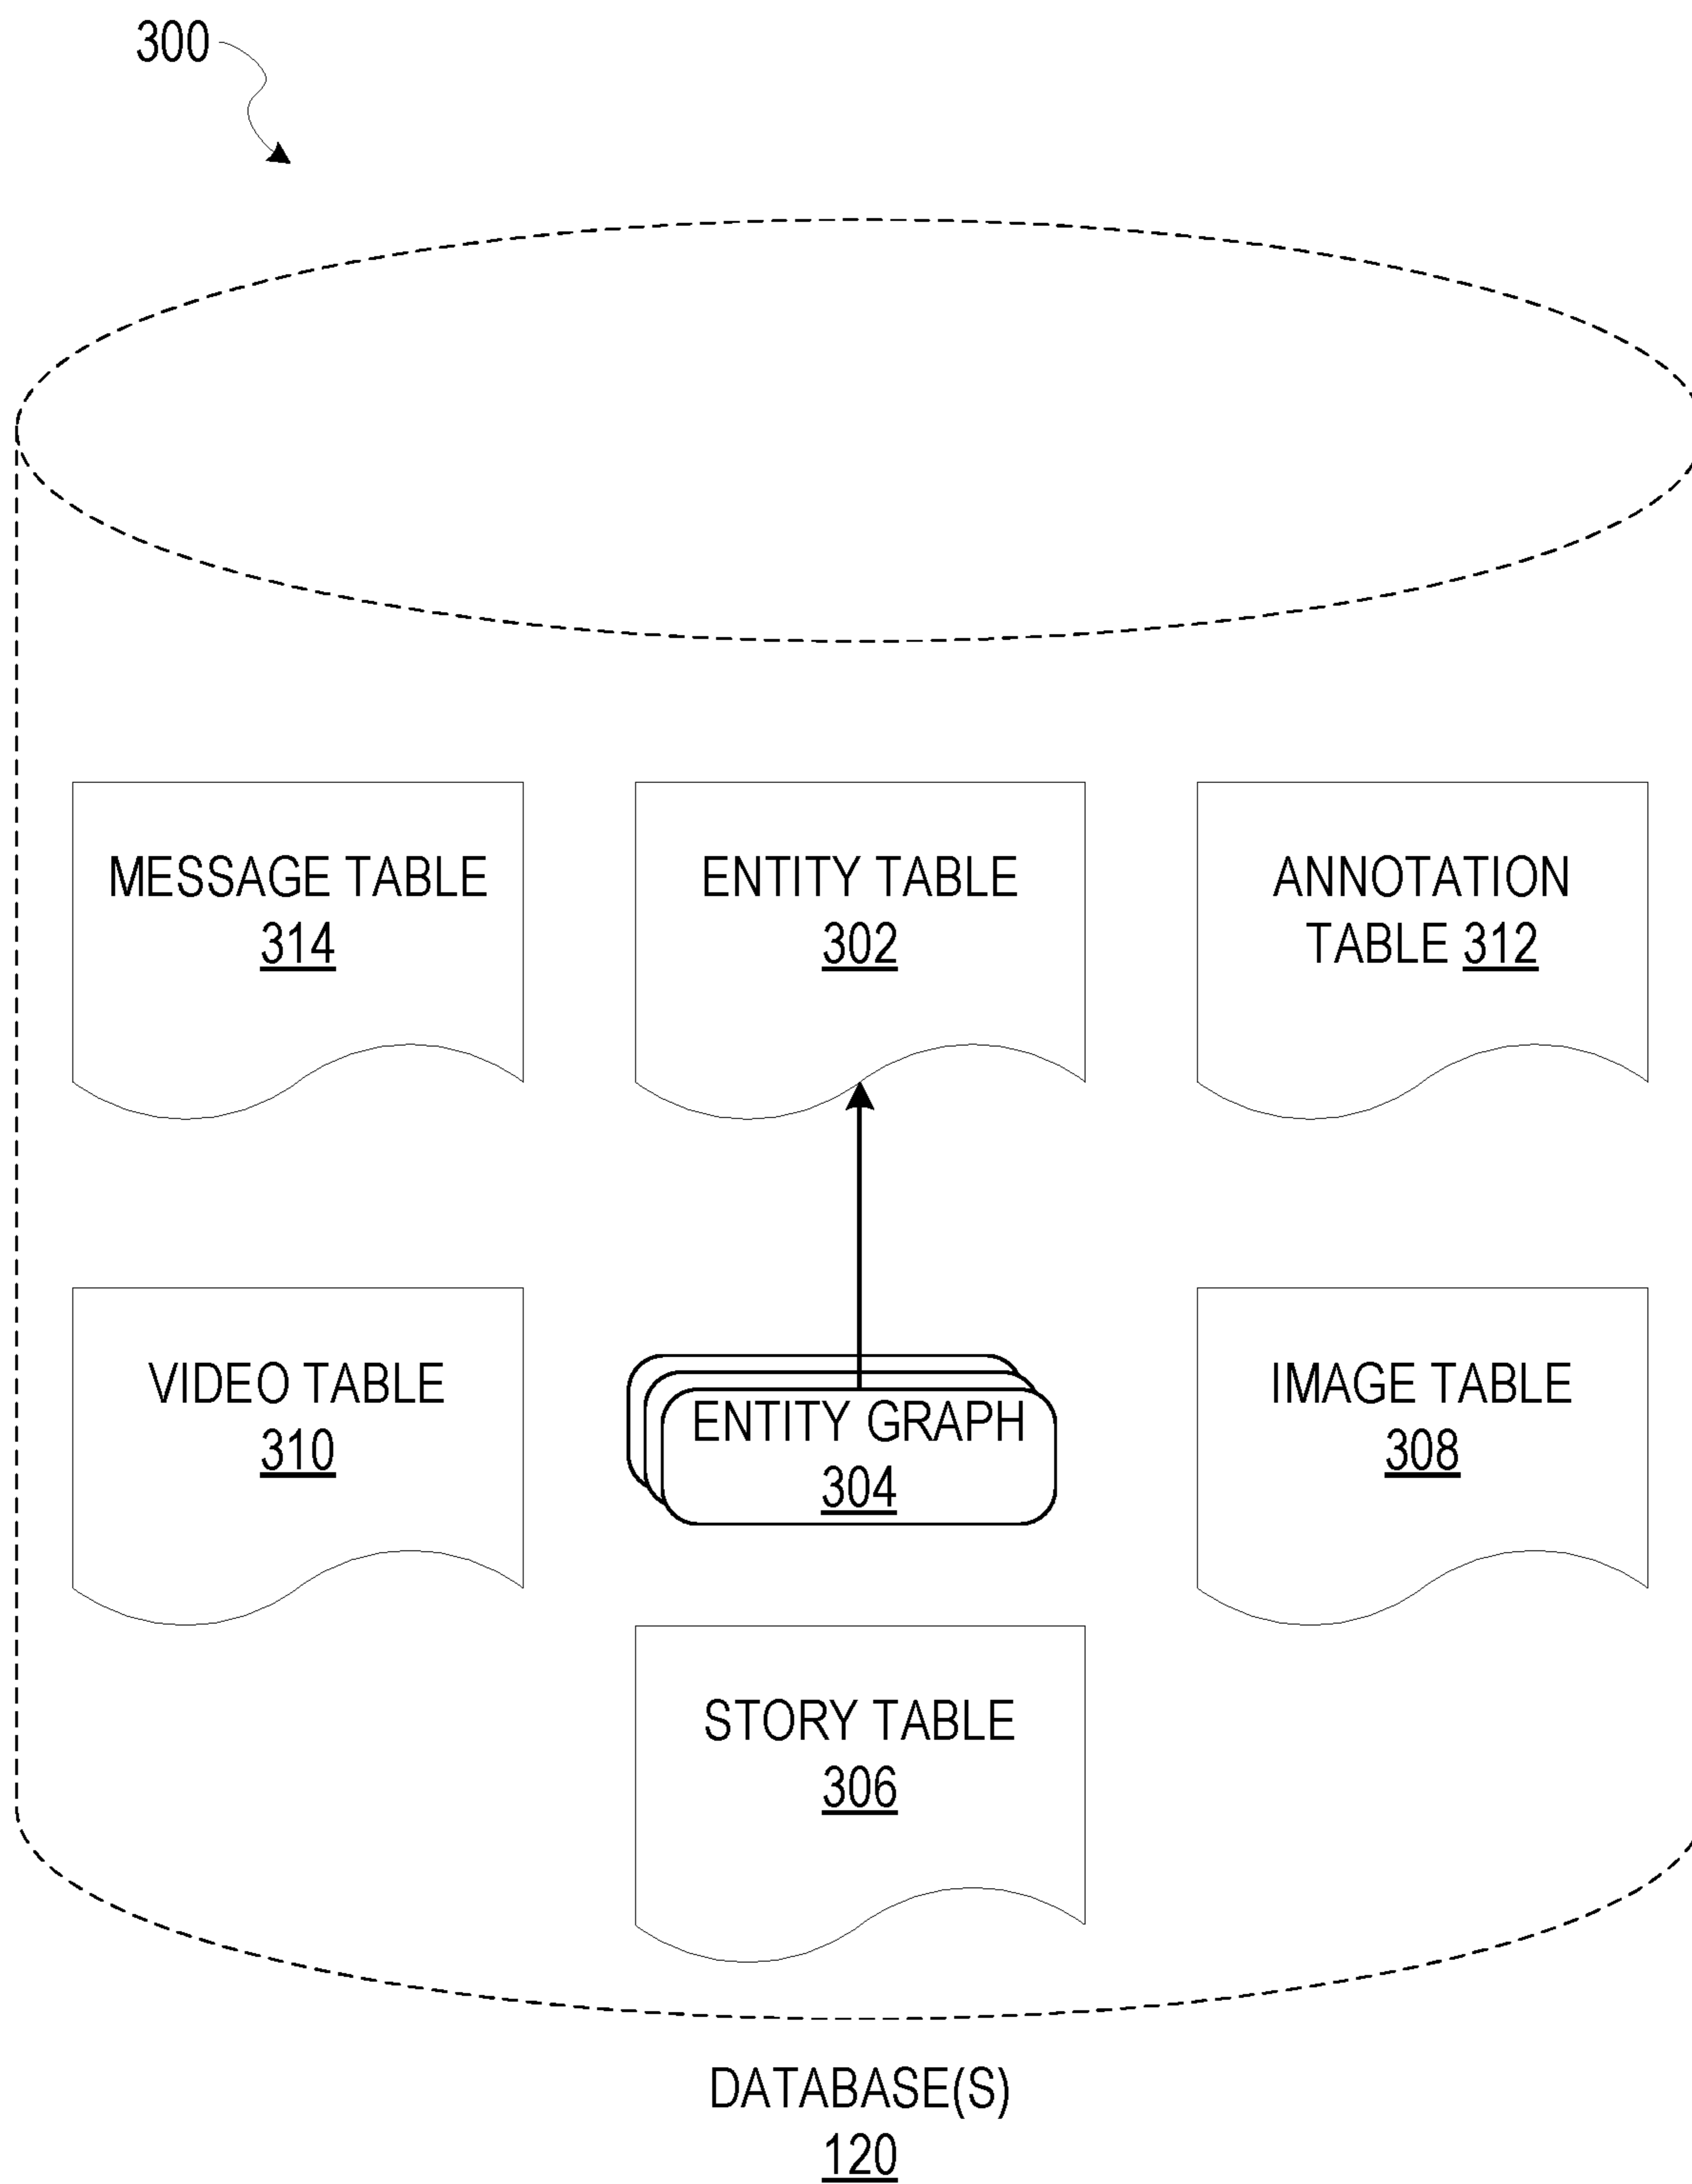 300
MESSAGE TABLE
314
ENTITY TABLE
302
ANNOTATION
TABLE 312
VIDEO TABLE
310
ENTITY GRAPH
304
IMAGE TABLE
308
STORY TABLE
306
DATABASE(S)
120